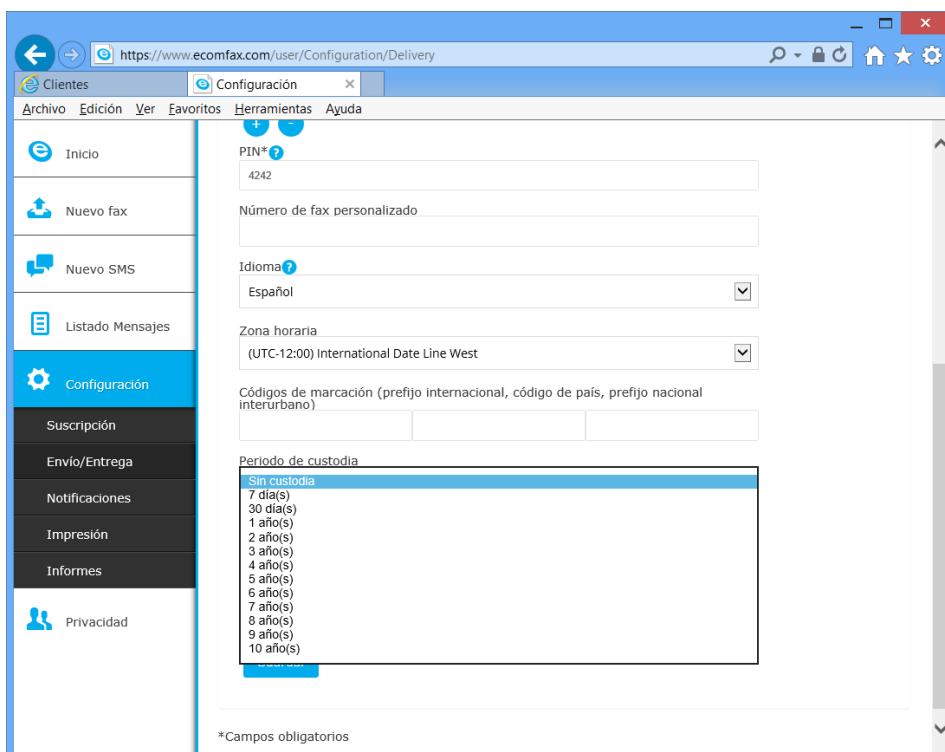 https://www.ecomfax.com/user/Configuration/Delivery
Clientes
Configuración
Archivo Edición Ver Favoritos Herramientas Ayuda
Inicio
Nuevo fax
Nuevo SMS
Listado Mensajes
Configuración
Suscripción
Envío/Entrega
Notificaciones
Impresión
Informes
Privacidad
+ -
PIN*?
4242
Número de fax personalizado
Idioma?
Español
Zona horaria
(UTC-12:00) International Date Line West
Códigos de marcación (prefijo internacional, código de país, prefijo nacional
interurbano)
Periodo de custodia
Sin custodia
7 día(s)
30 día(s)
1 año(s)
2 año(s)
3 año(s)
4 año(s)
5 año(s)
6 año(s)
7 año(s)
8 año(s)
9 año(s)
10 año(s)
*Campos obligatorios